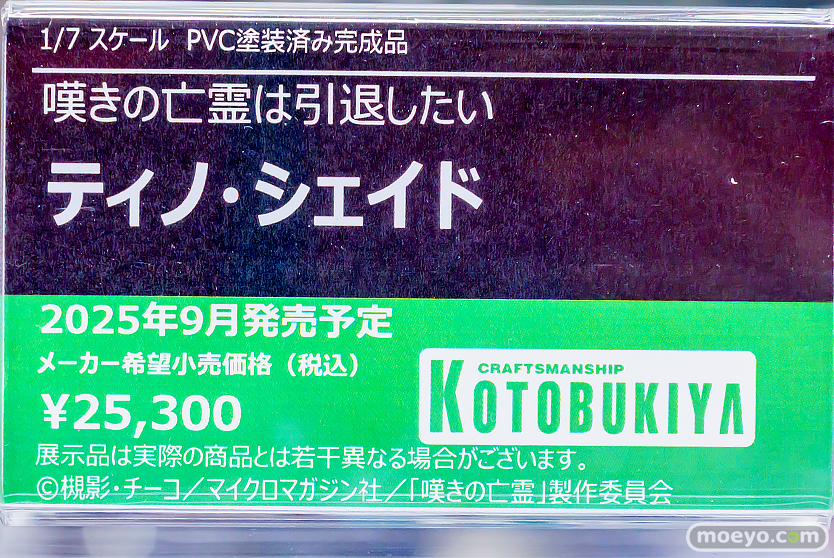 1/7 スケール PVC塗装済み完成品
嘆きの亡霊は引退したい
ティノ・シェイド
2025年9月発売予定
メーカー希望小売価格（税込）
¥25,300
CRAFTSMANSHIP
KOTOBUKIYA
展示品は実際の商品とは若干異なる場合がございます。
©槻影・チーコ／マイクロマガジン社／「嘆きの亡霊」製作委員会
moeyo.com